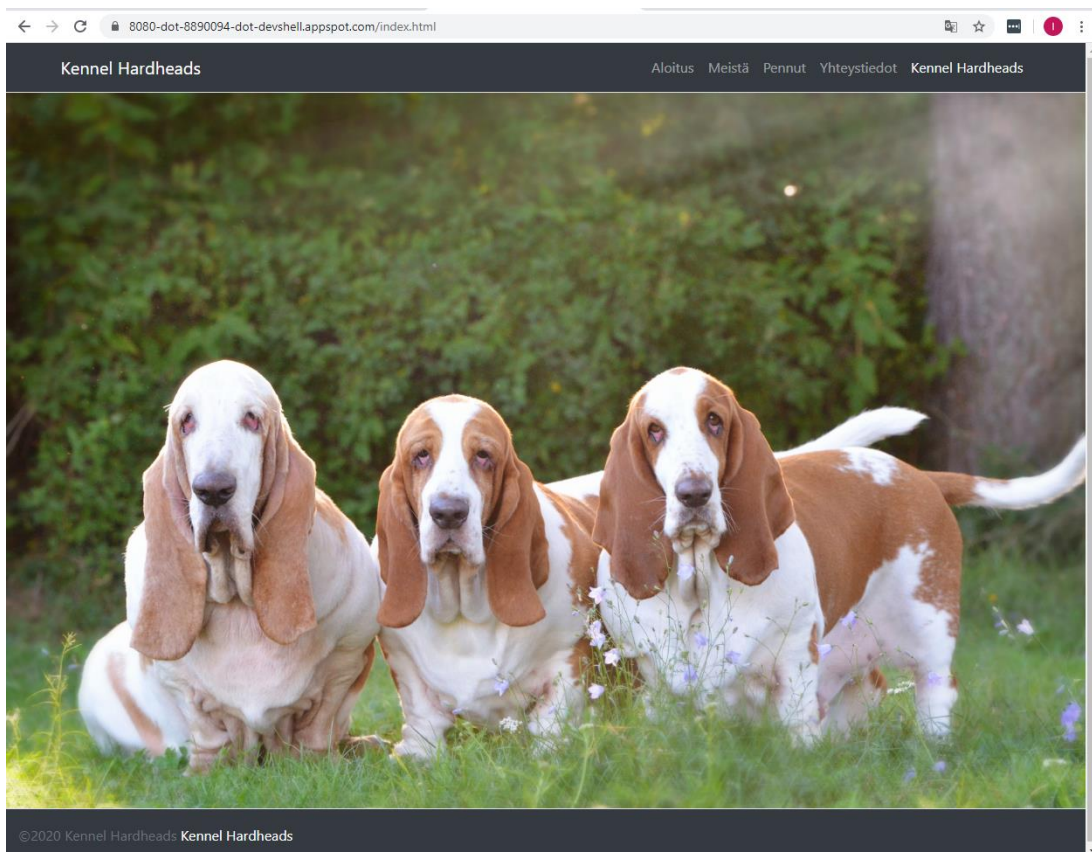 8080-dot-8890094-dot-devshell.appspot.com/index.html
Kennel Hardheads Aloitus Meistä Pennut Yhteystiedot Kennel Hardheads
©2020 Kennel Hardheads Kennel Hardheads